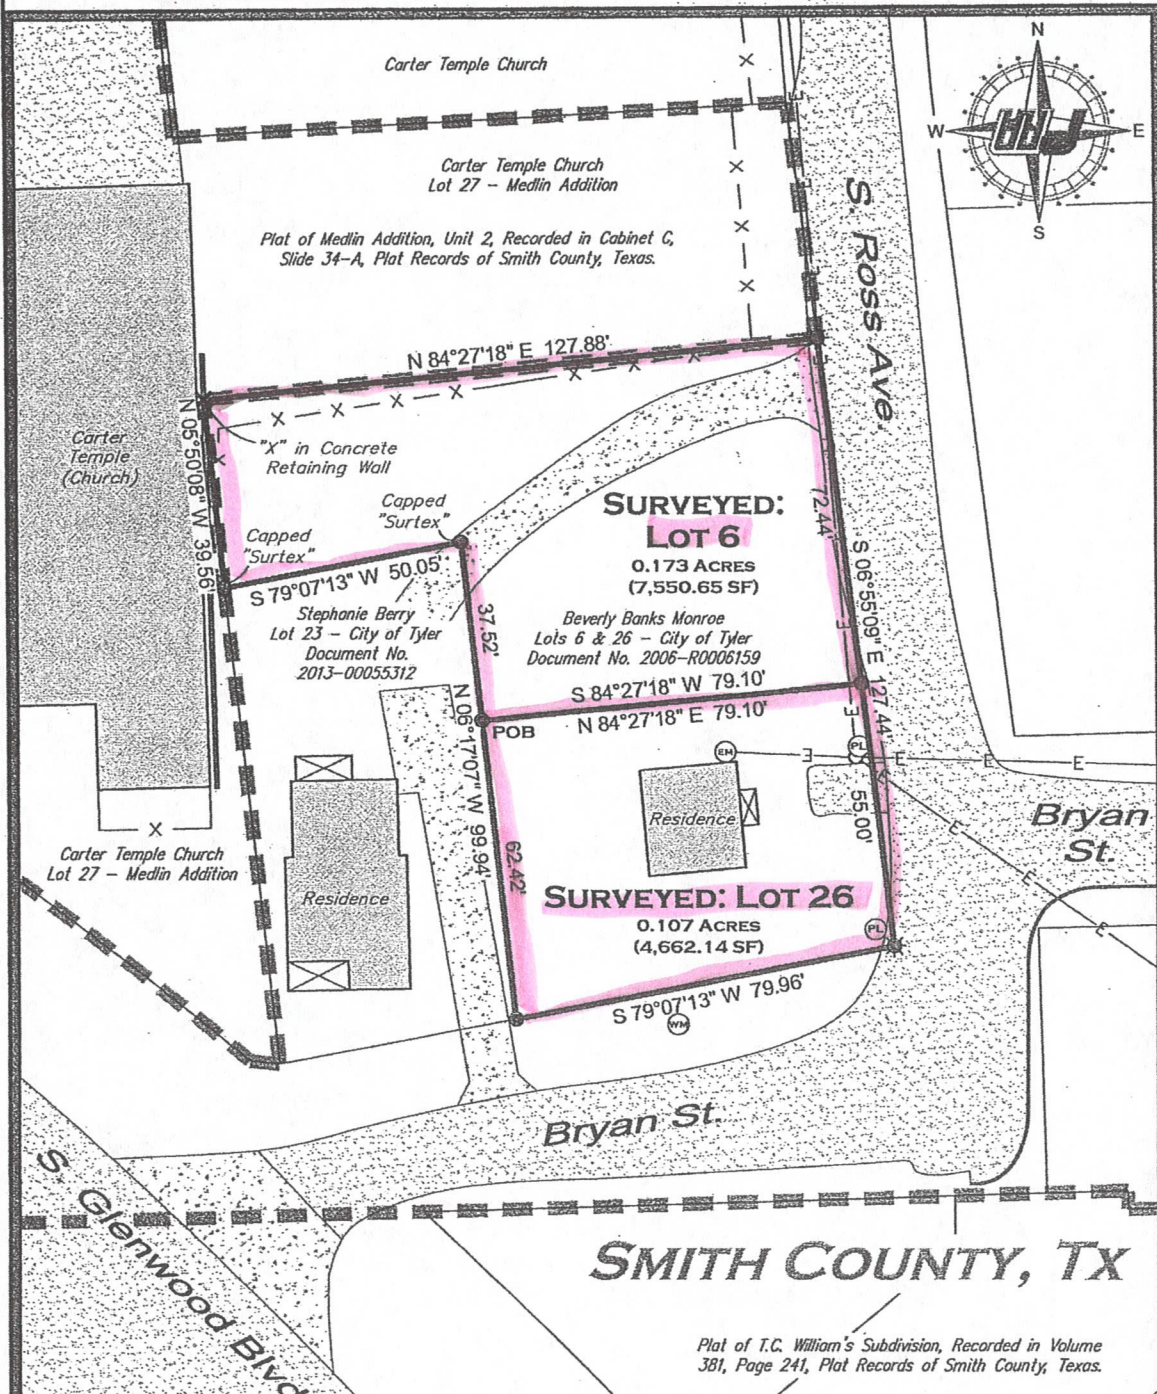 Carter Temple Church
N
W
E
S
Carter Temple Church
Lot 27 - Medlin Addition
Plat of Medlin Addition, Unit 2, Recorded in Cabinet C,
Slide 34-A, Plat Records of Smith County, Texas.
S. Ross Ave.
N 84°27'18" E 127.88'
"X" in Concrete
Retaining Wall
Carter
Temple
(Church)
N 05°50'08" W 39.56'
Capped
"Surtex"
Capped
"Surtex"
S 79°07'13" W 50.05'
SURVEYED:
LOT 6
0.173 ACRES
(7,550.65 SF)
72.44'
S 06°55'09" E 127.44'
Stephanie Berry
Lot 23 - City of Tyler
Document No.
2013-00055312
37.52'
Beverly Banks Monroe
Lots 6 & 26 - City of Tyler
Document No. 2006-R0006159
S 84°27'18" W 79.10'
N 84°27'18" E 79.10'
POB
N 06°17'07" W 99.94'
EM
PL
E
E
E
E
E
Residence
55.00'
Bryan
St.
62.42'
Carter Temple Church
Lot 27 - Medlin Addition
Residence
SURVEYED: LOT 26
0.107 ACRES
(4,662.14 SF)
PL
E
E
E
S 79°07'13" W 79.96'
WM
Bryan St.
S. Glenwood Blvd
SMITH COUNTY, TX
Plat of T.C. William's Subdivision, Recorded in Volume
381, Page 241, Plat Records of Smith County, Texas.